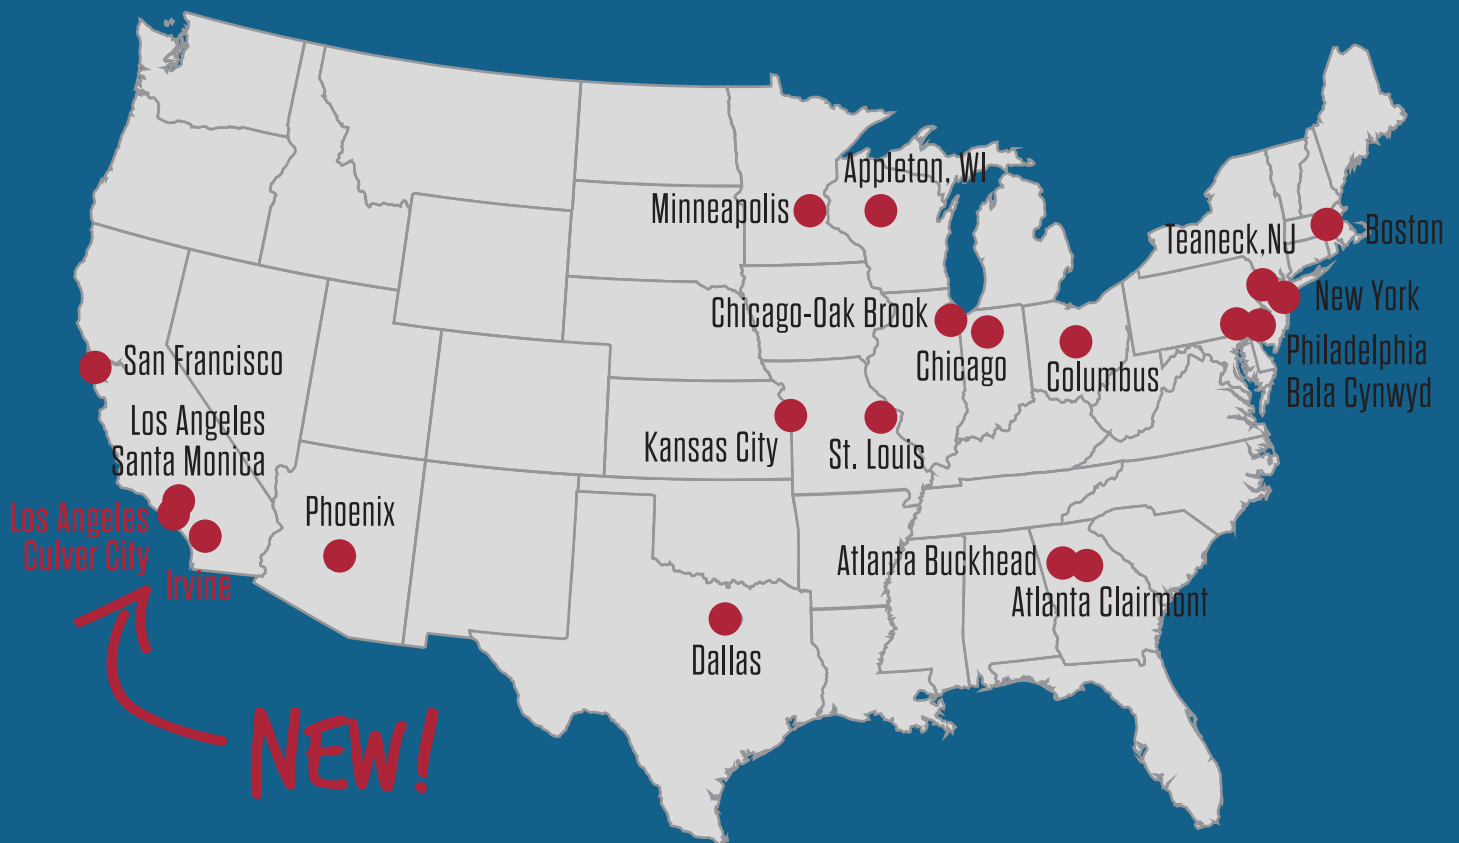 Appleton, WI
Minneapolis
Boston
Teaneck,NJ
New York
Chicago-Oak Brook
Chicago
Columbus
Philadelphia
Bala Cynwyd
San Francisco
Los Angeles
Santa Monica
Kansas City
St. Louis
Los Angeles
Culver City
Irvine
Phoenix
Atlanta Buckhead
Atlanta Clairmont
Dallas
NEW!